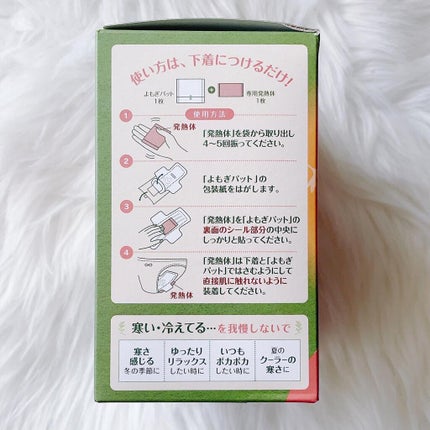 使い方は、下着につけるだけ!
よもぎパット
1枚
+
専用発熱体
1枚
使用方法
1
発熱体
「発熱体」を袋から取り出し
4〜5回振ってください。
2
「よもぎパット」の
包装紙をはがします。
3
「発熱体」を「よもぎパット」の
裏面のシール部分の中央に
しっかりと貼ってください。
4
発熱体
「発熱体」は下着と「よもぎ
パット」ではさむようにして
直接肌に触れないように
装着してください。
寒い・冷えてる…を我慢しないで
寒さ
感じる
冬の季節に
ゆったり
リラックス
したい時に
いつも
ポカポカ
したい時に
夏の
クーラーの
寒さに